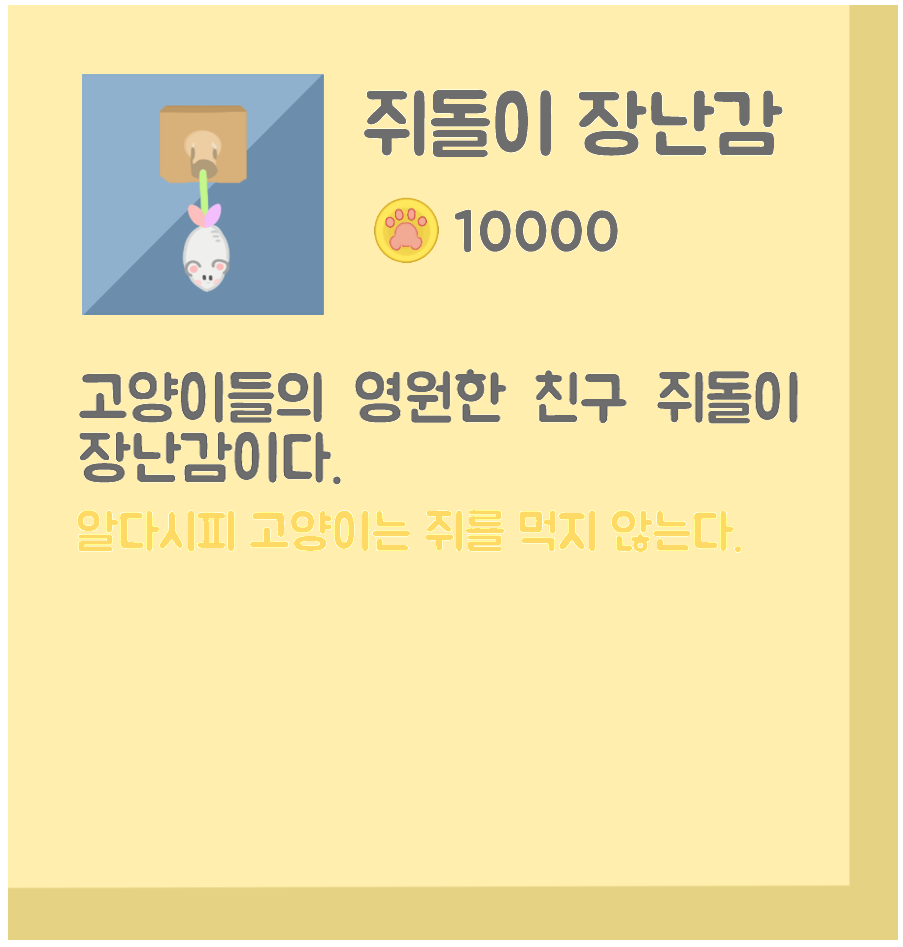 쥐돌이 장난감
10000
고양이들의 영원한 친구 쥐돌이
장난감이다.
알다시피 고양이는 쥐를 먹지 않는다.